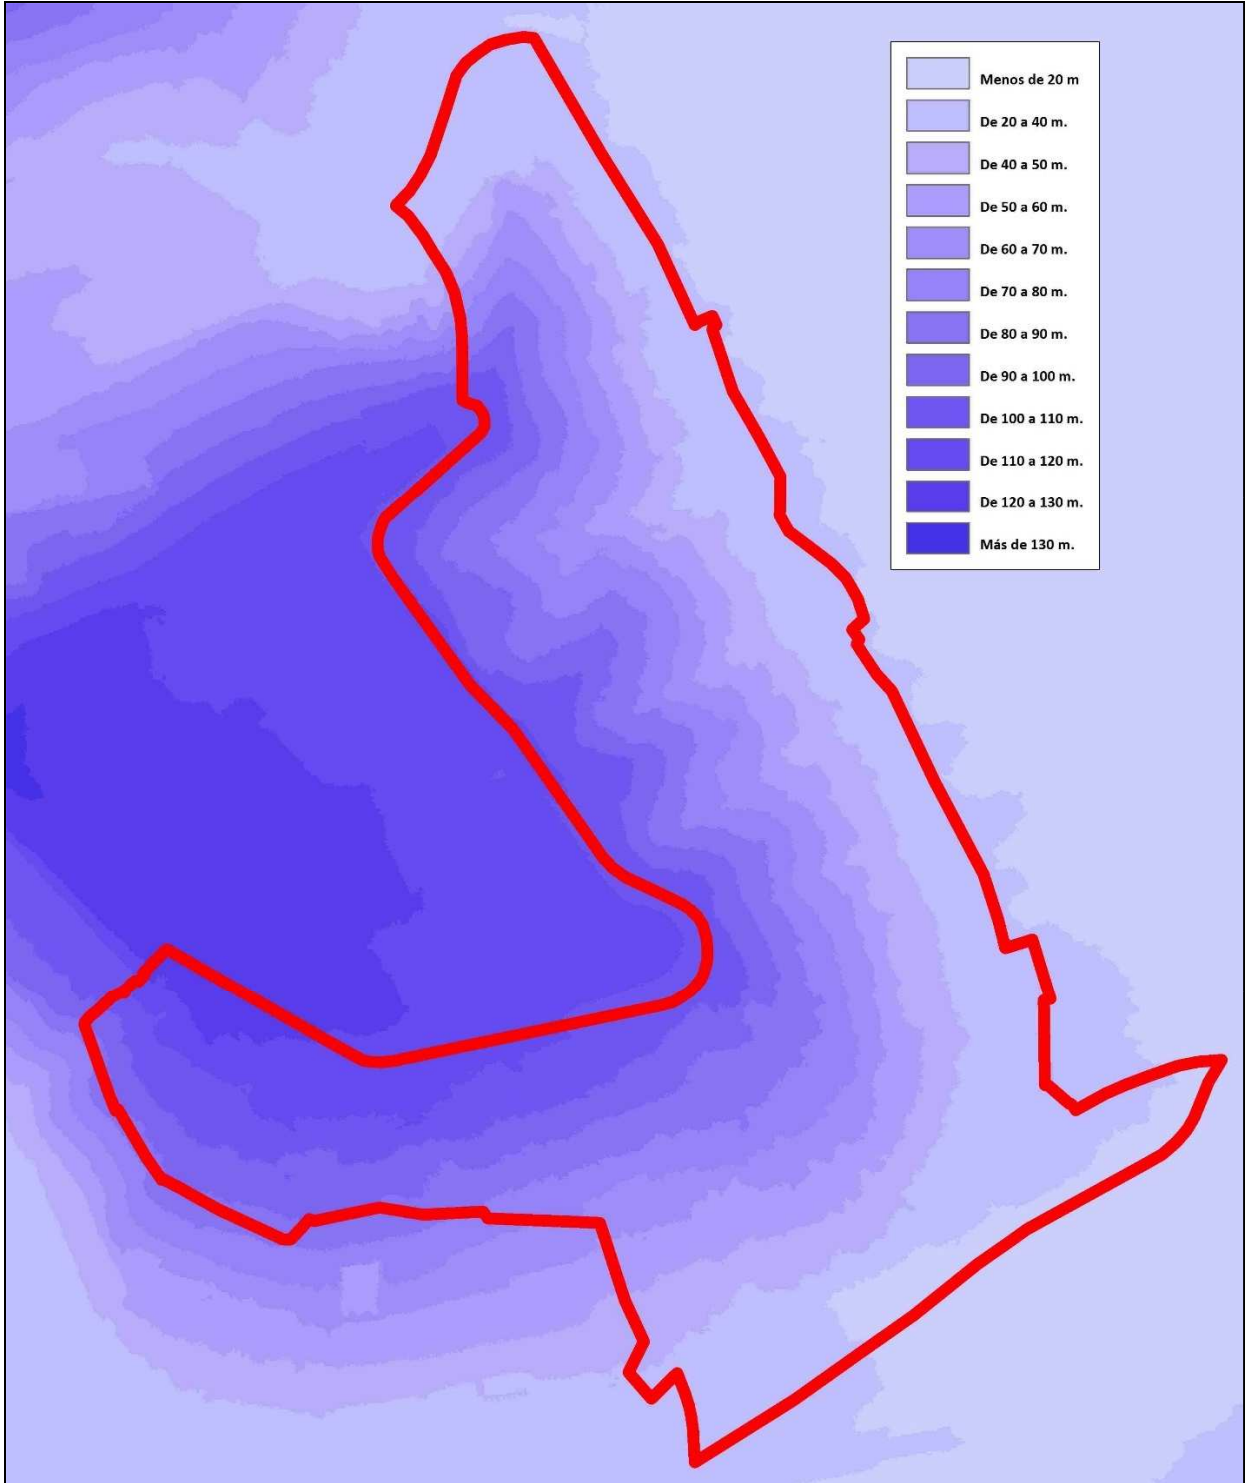 Menos de 20 m
De 20 a 40 m.
De 40 a 50 m.
De 50 a 60 m.
De 60 a 70 m.
De 70 a 80 m.
De 80 a 90 m.
De 90 a 100 m.
De 100 a 110 m.
De 110 a 120 m.
De 120 a 130 m.
Más de 130 m.